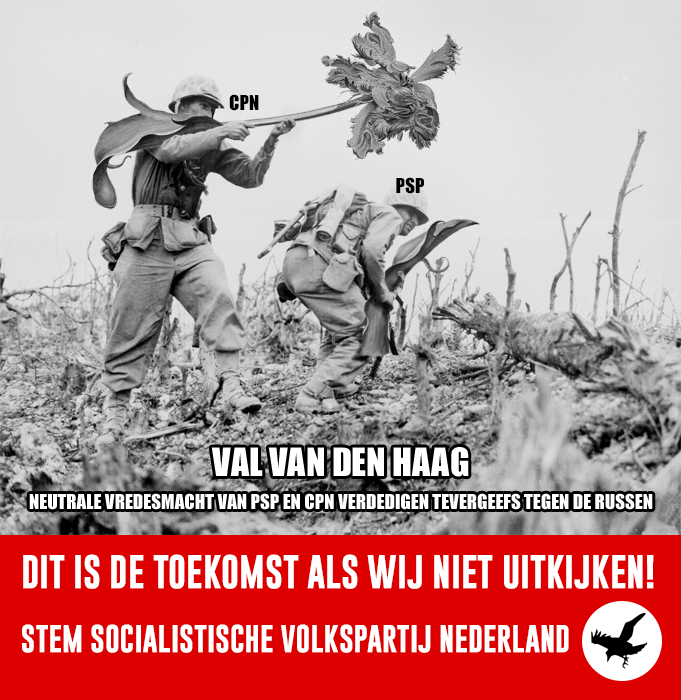 CPN
PSP
VAL VAN DEN HAAG
NEUTRALE VREDESMACHT VAN PSP EN CPN VERDEDIGEN TEVERGEEFS TEGEN DE RUSSEN
DIT IS DE TOEKOMST ALS WIJ NIET UITKIJKEN!
STEM SOCIALISTISCHE VOLKSPARTIJ NEDERLAND